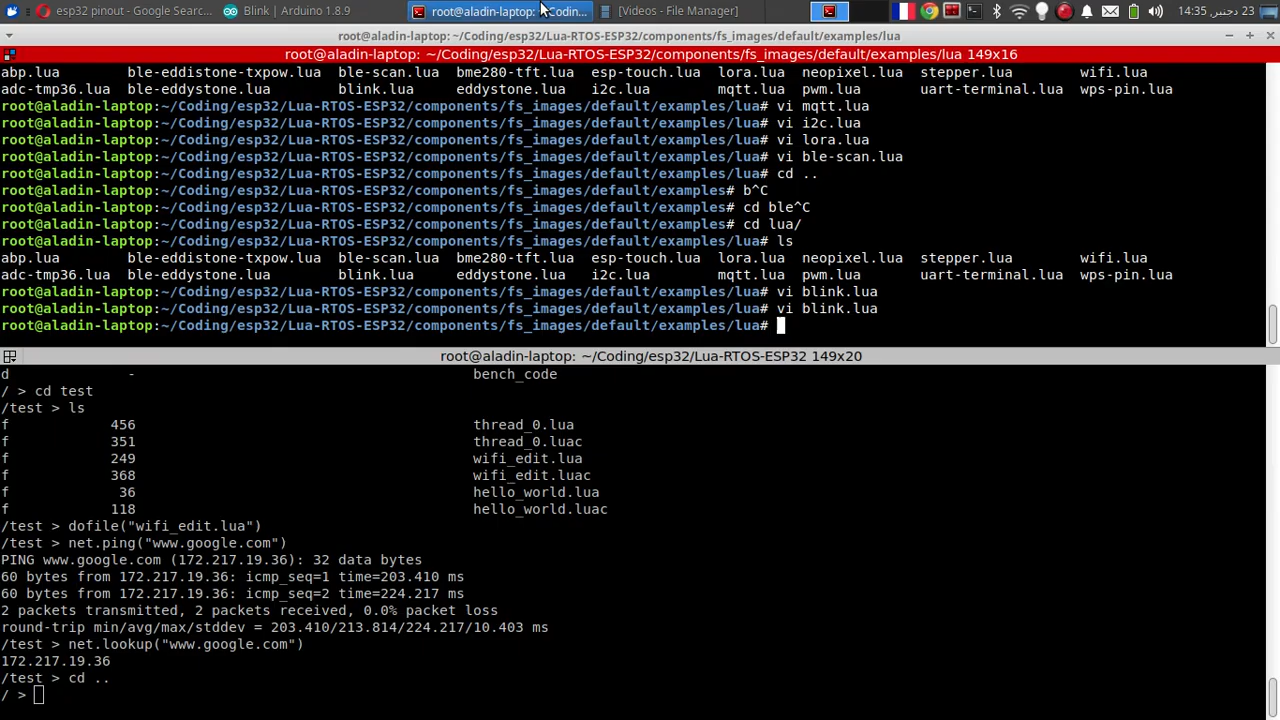 esp32 pinout - Google Searc... Blink | Arduino 1.8.9 root@aladin-laptop: ~/Codin... [Videos - File Manager] 23 دجنبر, 14:35
root@aladin-laptop: ~/Coding/esp32/Lua-RTOS-ESP32/components/fs_images/default/examples/lua
root@aladin-laptop: ~/Coding/esp32/Lua-RTOS-ESP32/components/fs_images/default/examples/lua 149x16
abp.lua ble-eddistone-txpow.lua ble-scan.lua bme280-tft.lua esp-touch.lua lora.lua neopixel.lua stepper.lua wifi.lua
adc-tmp36.lua ble-eddystone.lua blink.lua eddystone.lua i2c.lua mqtt.lua pwm.lua uart-terminal.lua wps-pin.lua
root@aladin-laptop:~/Coding/esp32/Lua-RTOS-ESP32/components/fs_images/default/examples/lua# vi mqtt.lua
root@aladin-laptop:~/Coding/esp32/Lua-RTOS-ESP32/components/fs_images/default/examples/lua# vi i2c.lua
root@aladin-laptop:~/Coding/esp32/Lua-RTOS-ESP32/components/fs_images/default/examples/lua# vi lora.lua
root@aladin-laptop:~/Coding/esp32/Lua-RTOS-ESP32/components/fs_images/default/examples/lua# vi ble-scan.lua
root@aladin-laptop:~/Coding/esp32/Lua-RTOS-ESP32/components/fs_images/default/examples/lua# cd ..
root@aladin-laptop:~/Coding/esp32/Lua-RTOS-ESP32/components/fs_images/default/examples# b^C
root@aladin-laptop:~/Coding/esp32/Lua-RTOS-ESP32/components/fs_images/default/examples# cd ble^C
root@aladin-laptop:~/Coding/esp32/Lua-RTOS-ESP32/components/fs_images/default/examples# cd lua/
root@aladin-laptop:~/Coding/esp32/Lua-RTOS-ESP32/components/fs_images/default/examples/lua# ls
abp.lua ble-eddistone-txpow.lua ble-scan.lua bme280-tft.lua esp-touch.lua lora.lua neopixel.lua stepper.lua wifi.lua
adc-tmp36.lua ble-eddystone.lua blink.lua eddystone.lua i2c.lua mqtt.lua pwm.lua uart-terminal.lua wps-pin.lua
root@aladin-laptop:~/Coding/esp32/Lua-RTOS-ESP32/components/fs_images/default/examples/lua# vi blink.lua
root@aladin-laptop:~/Coding/esp32/Lua-RTOS-ESP32/components/fs_images/default/examples/lua# vi blink.lua
root@aladin-laptop:~/Coding/esp32/Lua-RTOS-ESP32/components/fs_images/default/examples/lua#
root@aladin-laptop: ~/Coding/esp32/Lua-RTOS-ESP32 149x20
d - bench_code
/ > cd test
/test > ls
f 456 thread_0.lua
f 351 thread_0.luac
f 249 wifi_edit.lua
f 368 wifi_edit.luac
f 36 hello_world.lua
f 118 hello_world.luac
/test > dofile("wifi_edit.lua")
/test > net.ping("www.google.com")
PING www.google.com (172.217.19.36): 32 data bytes
60 bytes from 172.217.19.36: icmp_seq=1 time=203.410 ms
60 bytes from 172.217.19.36: icmp_seq=2 time=224.217 ms
2 packets transmitted, 2 packets received, 0.0% packet loss
round-trip min/avg/max/stddev = 203.410/213.814/224.217/10.403 ms
/test > net.lookup("www.google.com")
172.217.19.36
/test > cd ..
/ >